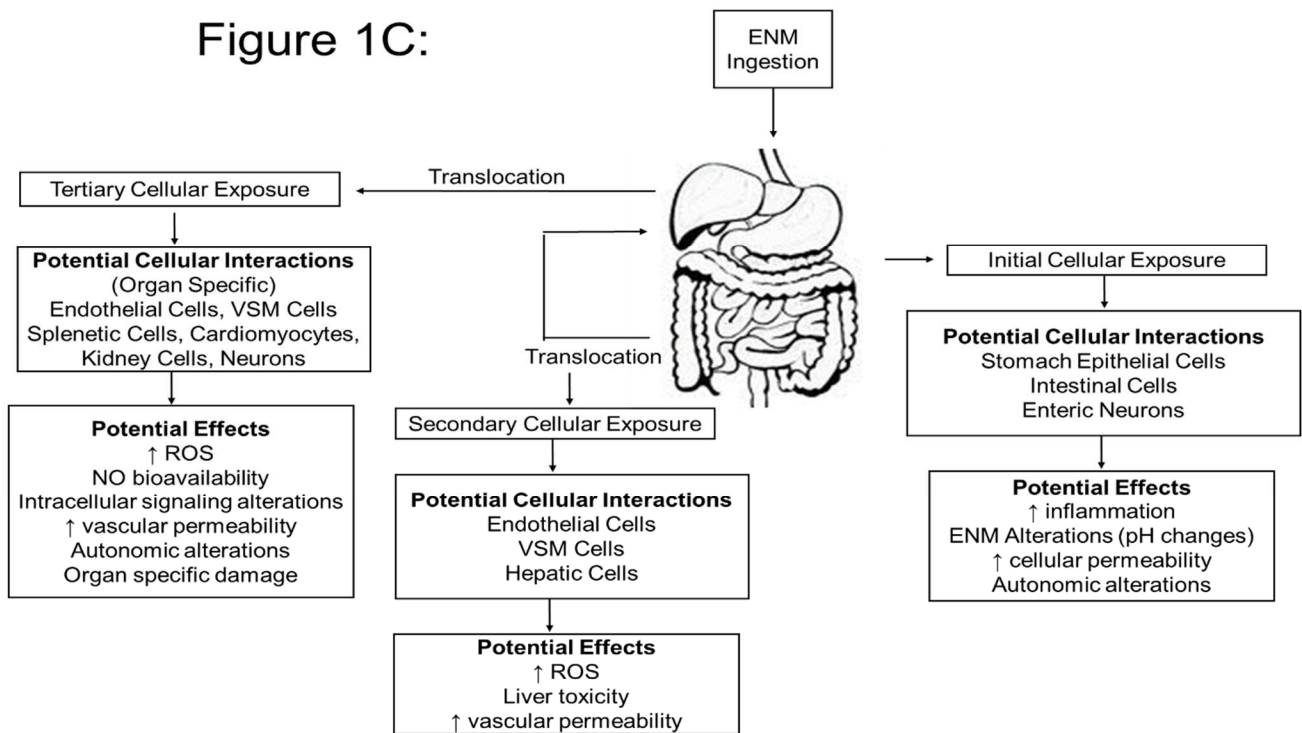 Figure 1C:
ENM
Ingestion
Translocation
Tertiary Cellular Exposure
Potential Cellular Interactions
(Organ Specific)
Endothelial Cells, VSM Cells
Splenetic Cells, Cardiomyocytes,
Kidney Cells, Neurons
Potential Effects
↑ ROS
NO bioavailability
Intracellular signaling alterations
↑ vascular permeability
Autonomic alterations
Organ specific damage
Translocation
Secondary Cellular Exposure
Potential Cellular Interactions
Endothelial Cells
VSM Cells
Hepatic Cells
Potential Effects
↑ ROS
Liver toxicity
↑ vascular permeability
Initial Cellular Exposure
Potential Cellular Interactions
Stomach Epithelial Cells
Intestinal Cells
Enteric Neurons
Potential Effects
↑ inflammation
ENM Alterations (pH changes)
↑ cellular permeability
Autonomic alterations